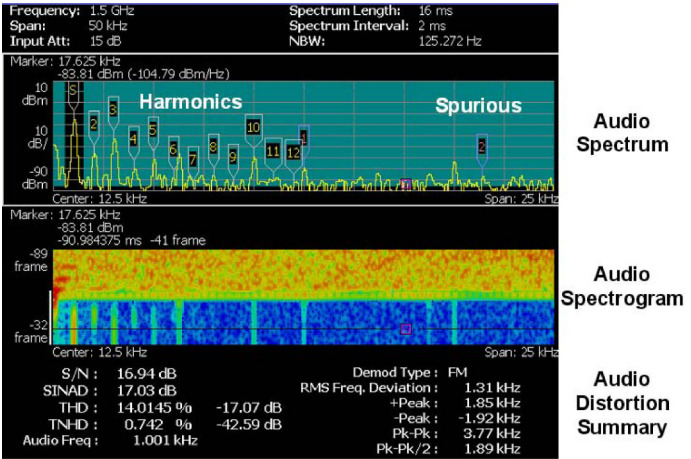 Frequency: 1.5 GHz Spectrum Length: 16 ms
Span: 50 kHz Spectrum Interval: 2 ms
Input Att: 15 dB NBW: 125.272 Hz
Marker: 17.625 kHz
-83.81 dBm (-104.79 dBm/Hz)
10
dBm
Harmonics Spurious
S 2 3 4 5 6 7 8 9 10 11 12 1 2
10
dB/
-90
dBm
Center: 12.5 kHz Span: 25 kHz
Audio
Spectrum
Marker: 17.625 kHz
-83.81 dBm
-90.984375 ms -41 frame
-89
frame
-32
frame
Center: 12.5 kHz Span: 25 kHz
Audio
Spectrogram
S/N : 16.94 dB Demod Type : FM
SINAD : 17.03 dB RMS Freq. Deviation : 1.31 kHz
THD : 14.0145 % -17.07 dB +Peak : 1.85 kHz
TNHD : 0.742 % -42.59 dB -Peak : -1.92 kHz
Audio Freq : 1.001 kHz Pk-Pk : 3.77 kHz
Pk-Pk/2 : 1.89 kHz
Audio
Distortion
Summary